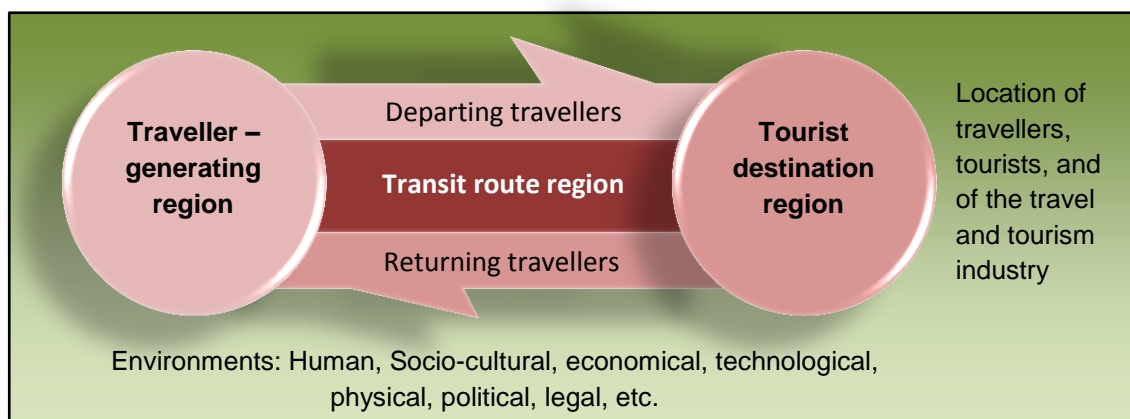 Traveller –
generating
region
Departing travellers
Transit route region
Returning travellers
Tourist
destination
region
Location of
travellers,
tourists, and
of the travel
and tourism
industry
Environments: Human, Socio-cultural, economical, technological,
physical, political, legal, etc.